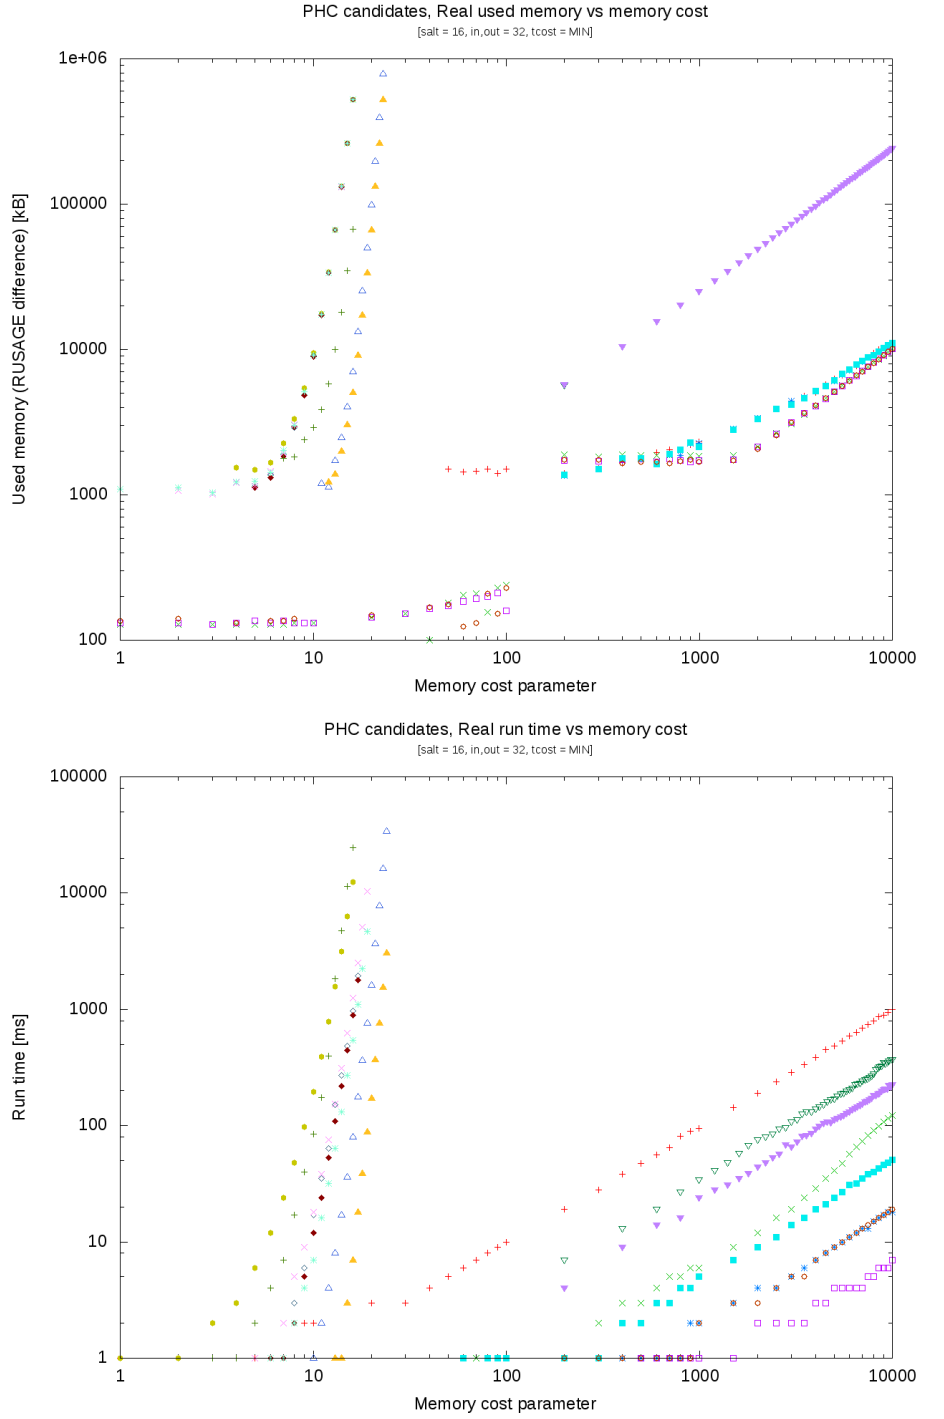 PHC candidates, Real used memory vs memory cost
[salt = 16, in,out = 32, tcost = MIN]
1e+06
100000
10000
1000
100
Used memory (RUSAGE difference) [kB]
1 10 100 1000 10000
Memory cost parameter
PHC candidates, Real run time vs memory cost
[salt = 16, in,out = 32, tcost = MIN]
100000
10000
1000
100
10
1
Run time [ms]
1 10 100 1000 10000
Memory cost parameter